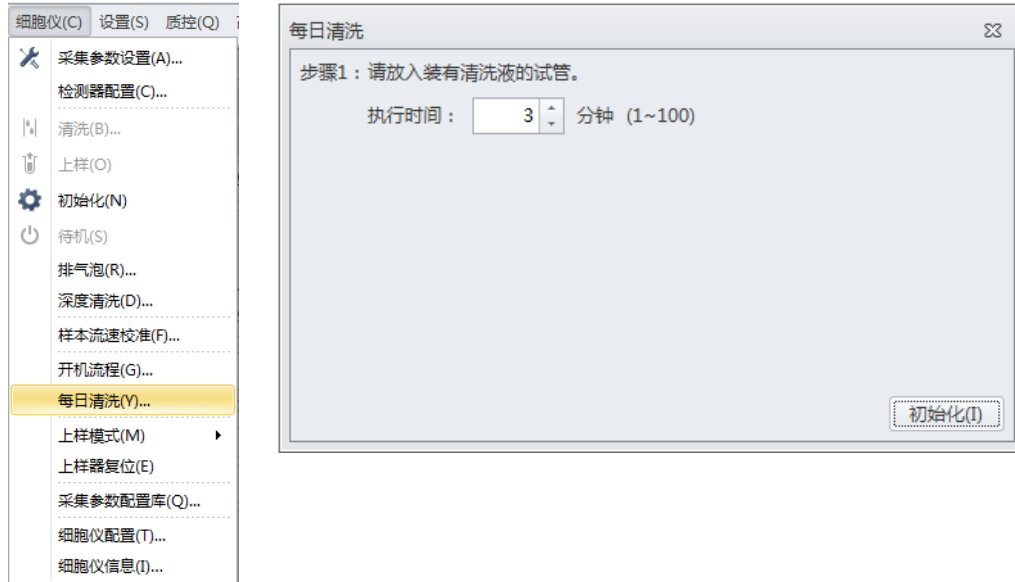 细胞仪(C) 设置(S) 质控(Q)
采集参数设置(A)...
检测器配置(C)...
清洗(B)...
上样(O)
初始化(N)
待机(S)
排气泡(R)...
深度清洗(D)...
样本流速校准(F)...
开机流程(G)...
每日清洗(Y)...
上样模式(M)
上样器复位(E)
采集参数配置库(Q)...
细胞仪配置(T)...
细胞仪信息(I)...
每日清洗
步骤1：请放入装有清洗液的试管。
执行时间： 3 分钟 (1~100)
初始化(I)